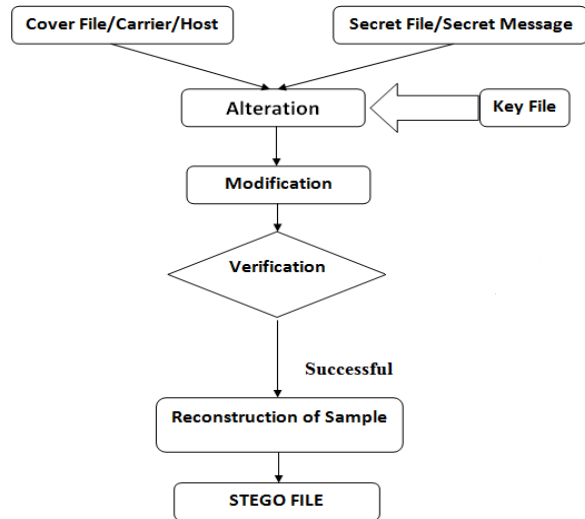 Cover File/Carrier/Host
Secret File/Secret Message
Alteration
Key File
Modification
Verification
Successful
Reconstruction of Sample
STEGO FILE